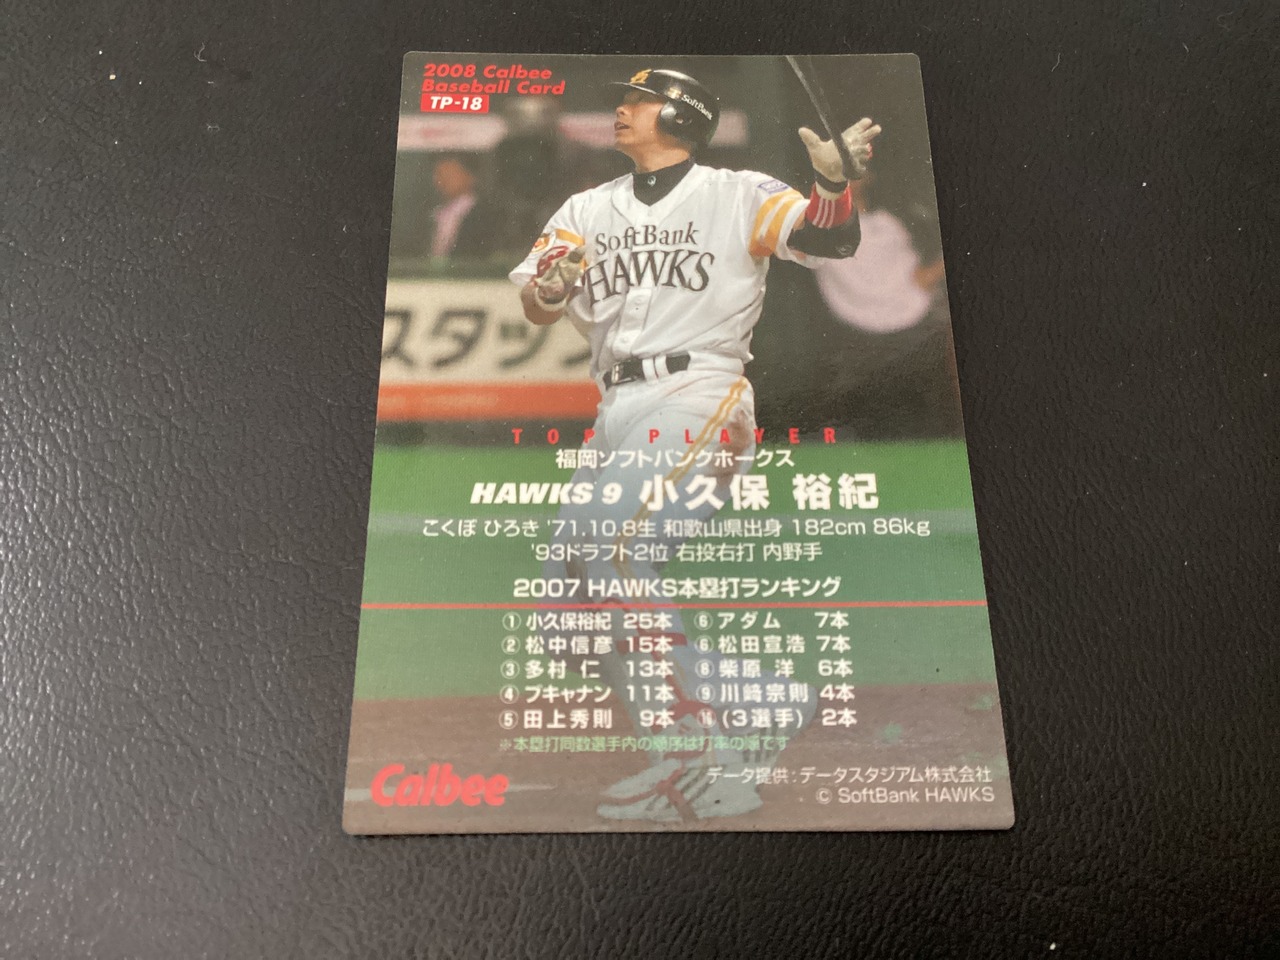 2008 Calbee
Baseball Card
TP-18
SoftBank
SoftBank
HAWKS
スタッフ
TOP PLAYER
福岡ソフトバンクホークス
HAWKS 9 小久保 裕紀
こくぼ ひろき '71.10.8生 和歌山県出身 182cm 86kg
'93ドラフト2位 右投右打 内野手
2007 HAWKS本塁打ランキング
① 小久保裕紀 25本 ⑥ アダム 7本
② 松中信彦 15本 ⑥ 松田宣浩 7本
③ 多村 仁 13本 ⑧ 柴原 洋 6本
④ ブキャナン 11本 ⑨ 川﨑宗則 4本
⑤ 田上秀則 9本 ⑩ (3選手) 2本
※本塁打同数選手内の順序は打率の順です
Calbee
データ提供：データスタジアム株式会社
© SoftBank HAWKS